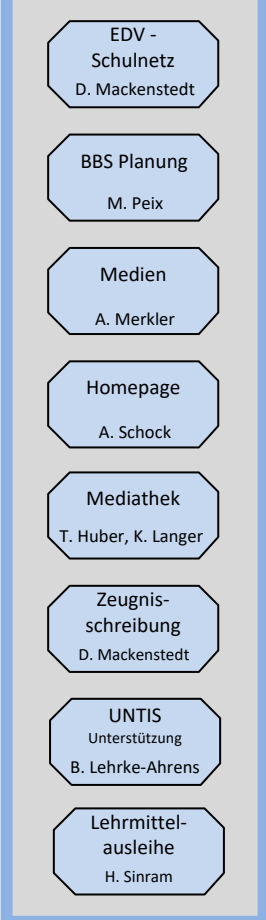 EDV -
Schulnetz
D. Mackenstedt
BBS Planung
M. Peix
Medien
A. Merkler
Homepage
A. Schock
Mediathek
T. Huber, K. Langer
Zeugnis-
schreibung
D. Mackenstedt
UNTIS
Unterstützung
B. Lehrke-Ahrens
Lehrmittel-
ausleihe
H. Sinram